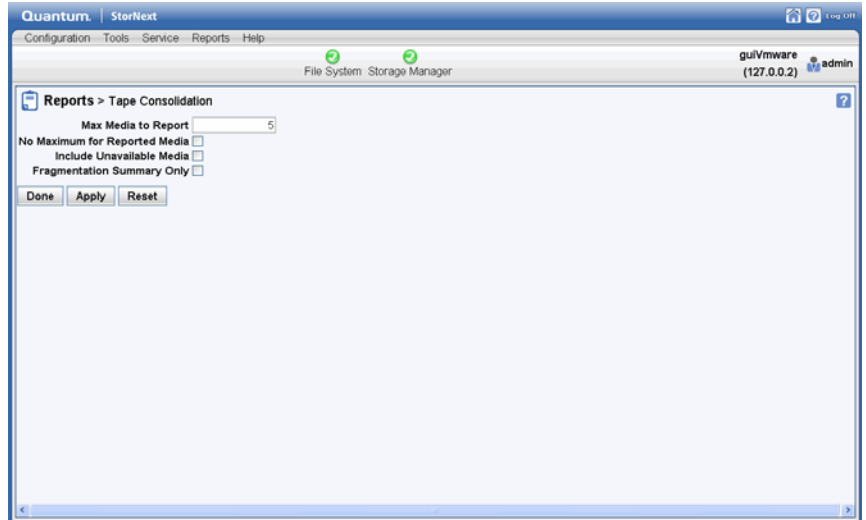 Quantum. | StorNext
Log Off
Configuration Tools Service Reports Help
File System Storage Manager
guiVmware
(127.0.0.2)
admin
Reports > Tape Consolidation
Max Media to Report 5
No Maximum for Reported Media
Include Unavailable Media
Fragmentation Summary Only
Done Apply Reset